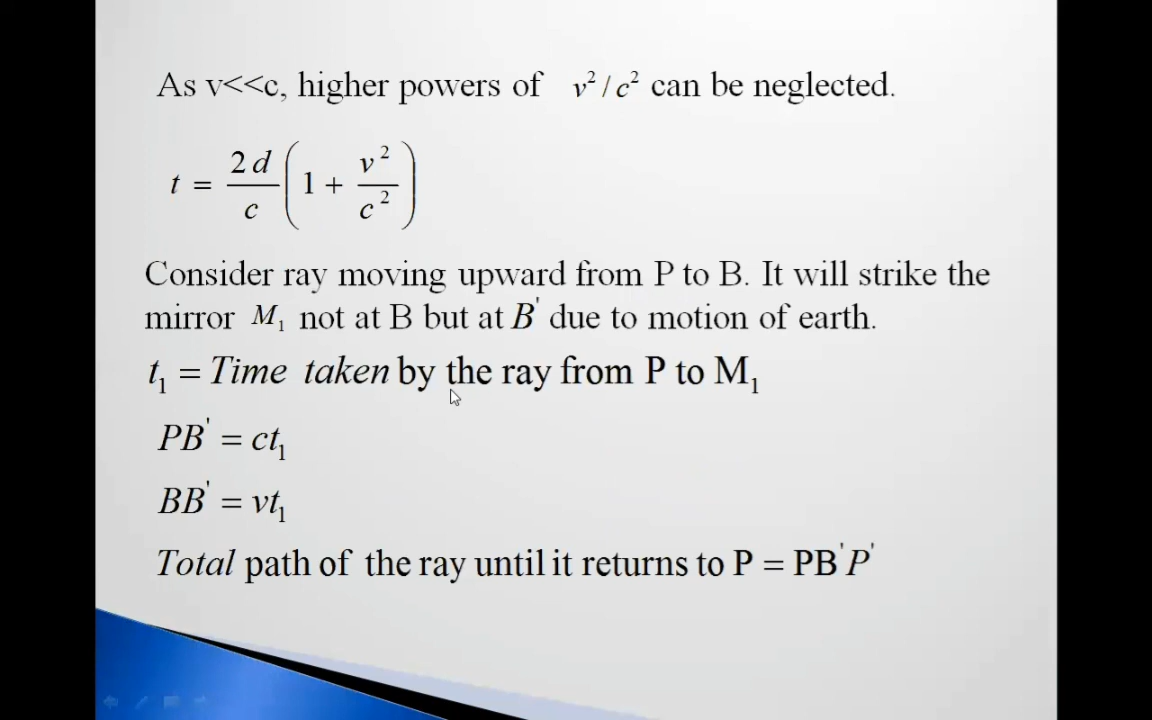 As v<<c, higher powers of v²/c² can be neglected.
t = 2d/c (1 + v²/c²)
Consider ray moving upward from P to B. It will strike the
mirror M₁ not at B but at B' due to motion of earth.
t₁ = Time taken by the ray from P to M₁
PB' = ct₁
BB' = vt₁
Total path of the ray until it returns to P = PB'P'